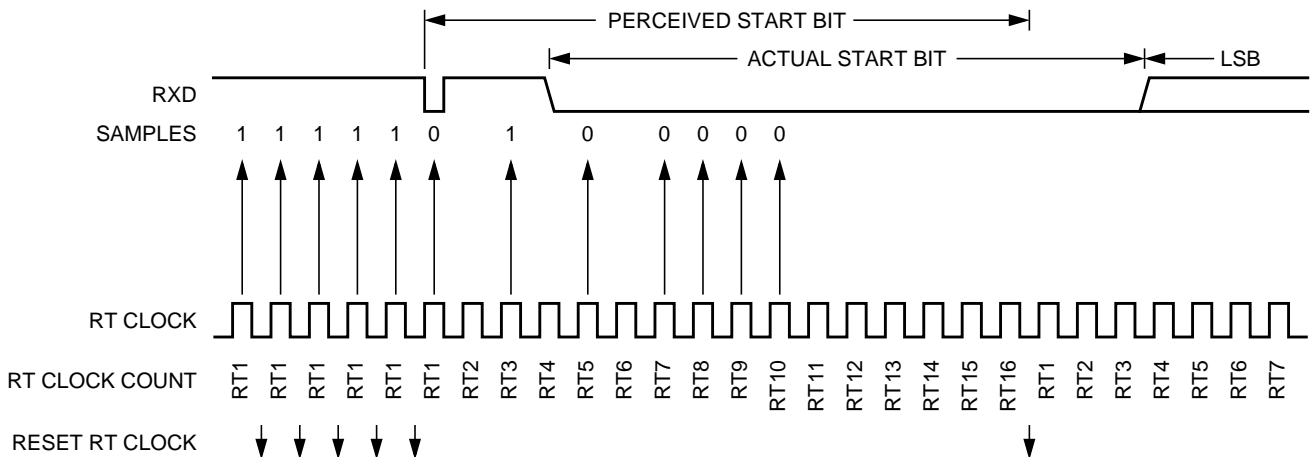 PERCEIVED START BIT
ACTUAL START BIT
LSB
RXD
SAMPLES 1 1 1 1 1 0 1 0 0 0 0 0
RT CLOCK
RT CLOCK COUNT RT1 RT1 RT1 RT1 RT1 RT1 RT2 RT3 RT4 RT5 RT6 RT7 RT8 RT9 RT10 RT11 RT12 RT13 RT14 RT15 RT16 RT1 RT2 RT3 RT4 RT5 RT6 RT7
RESET RT CLOCK